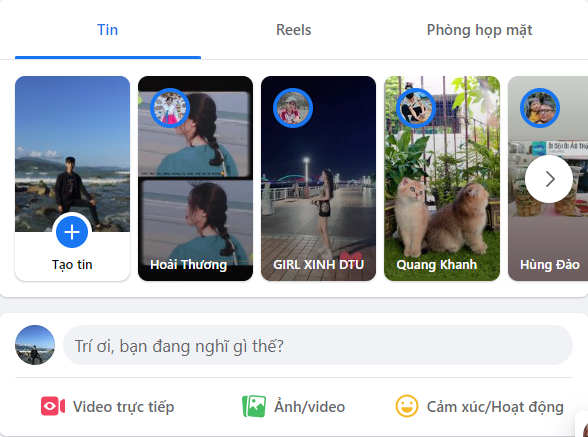 Tin
Reels
Phòng họp mặt
Tạo tin
Hoài Thương
GIRL XINH DTU
Quang Khanh
Hùng Đào
Trí ơi, bạn đang nghĩ gì thế?
Video trực tiếp
Ảnh/video
Cảm xúc/Hoạt động